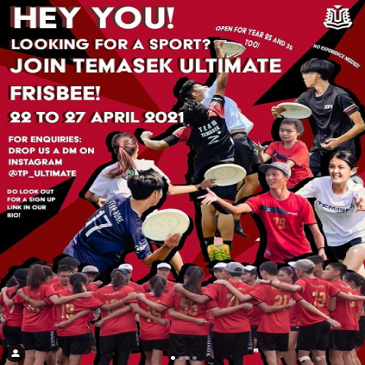 HEY YOU!
LOOKING FOR A SPORT?
OPEN FOR YEAR 2S AND 3S
TOO!
NO EXPERIENCE NEEDED!
JOIN TEMASEK ULTIMATE
FRISBEE!
22 TO 27 APRIL 2021
FOR ENQUIRIES:
DROP US A DM ON
INSTAGRAM
@TP_ULTIMATE
DO LOOK OUT
FOR A SIGN UP
LINK IN OUR
BIO!
TEAM
TEMASEK